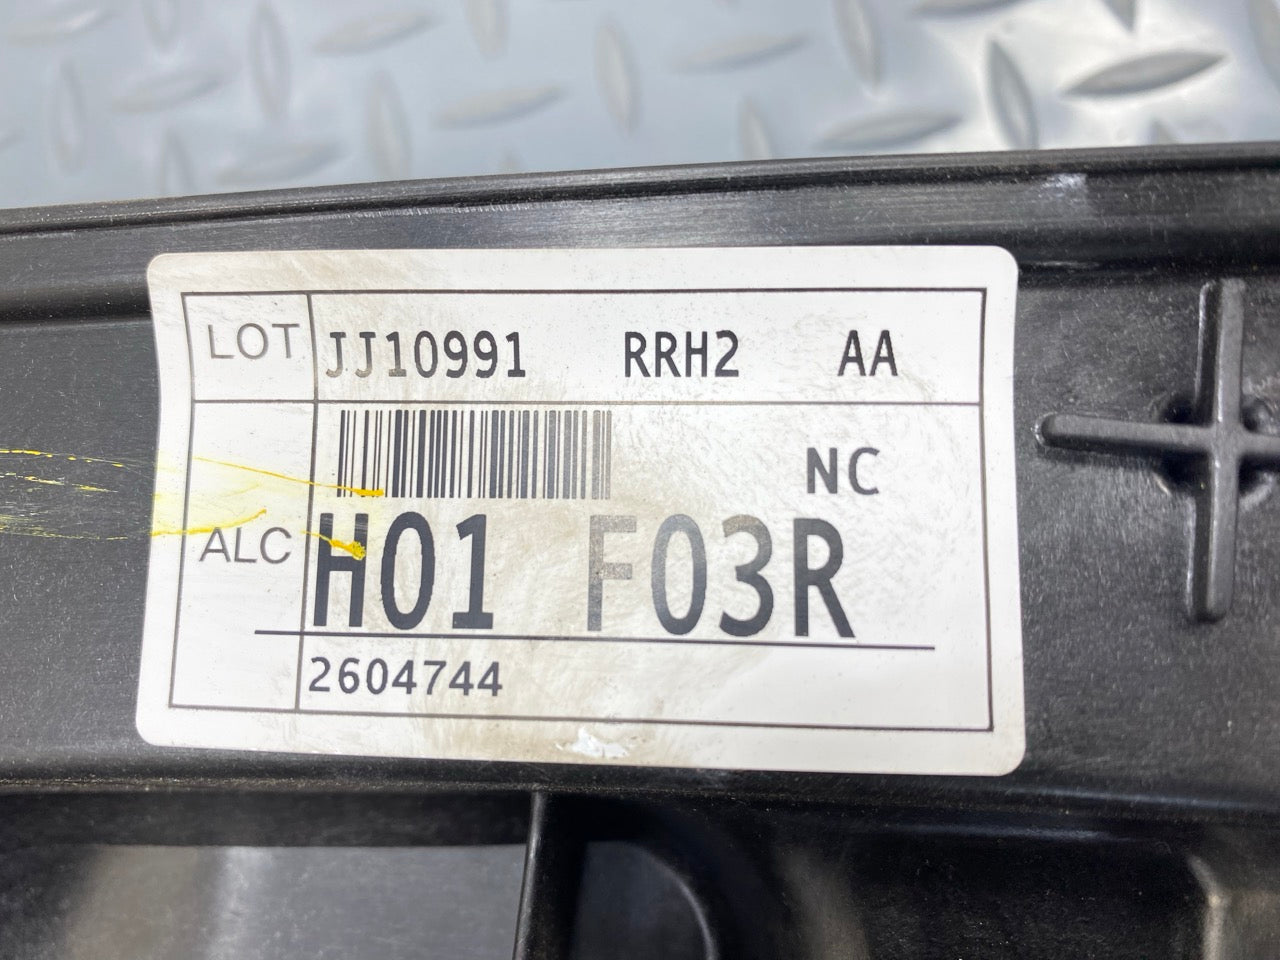 LOT JJ10991 RRH2 AA
NC
ALC H01 F03R
2604744